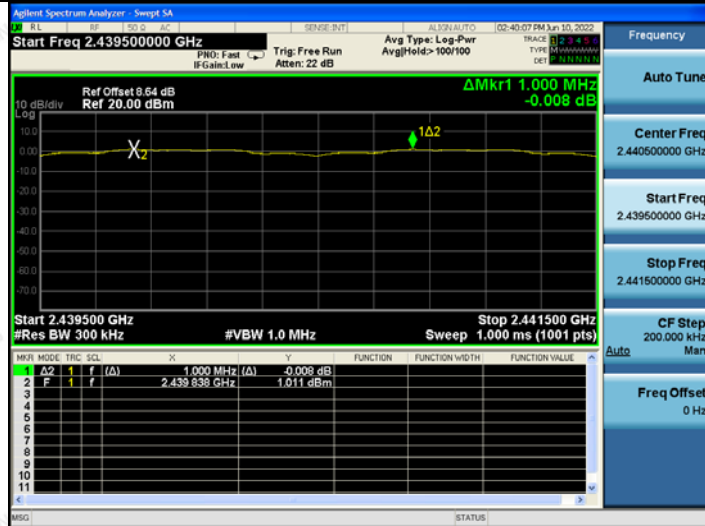 Agilent Spectrum Analyzer - Swept SA
RL RF 50 Ω AC SENSE:INT ALIGNAUTO 02:40:07 PM Jun 10, 2022
Start Freq 2.439500000 GHz
PNO: Fast
IFGain:Low
Trig: Free Run
Atten: 22 dB
Avg Type: Log-Pwr
Avg|Hold:> 100/100
TRACE 1 2 3 4 5 6
TYPE M
DET P N N N N N
Ref Offset 8.64 dB
10 dB/div Ref 20.00 dBm
Log
ΔMkr1 1.000 MHz
-0.008 dB
10.0
0.00
-10.0
-20.0
-30.0
-40.0
-50.0
-60.0
-70.0
X2
1Δ2
Start 2.439500 GHz Stop 2.441500 GHz
#Res BW 300 kHz #VBW 1.0 MHz Sweep 1.000 ms (1001 pts)
MKR MODE TRC SCL X Y FUNCTION FUNCTION WIDTH FUNCTION VALUE
1 Δ2 1 f (Δ) 1.000 MHz (Δ) -0.008 dB
2 F 1 f 2.439 838 GHz 1.011 dBm
3
4
5
6
7
8
9
10
11
MSG STATUS
Frequency
Auto Tune
Center Freq
2.440500000 GHz
Start Freq
2.439500000 GHz
Stop Freq
2.441500000 GHz
CF Step
200.000 kHz
Auto Man
Freq Offset
0 Hz